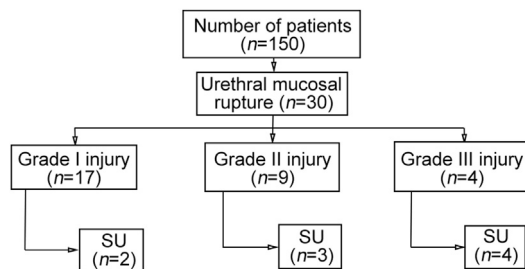 Number of patients
(n=150)
Urethral mucosal
rupture (n=30)
Grade I injury
(n=17)
Grade II injury
(n=9)
Grade III injury
(n=4)
SU
(n=2)
SU
(n=3)
SU
(n=4)